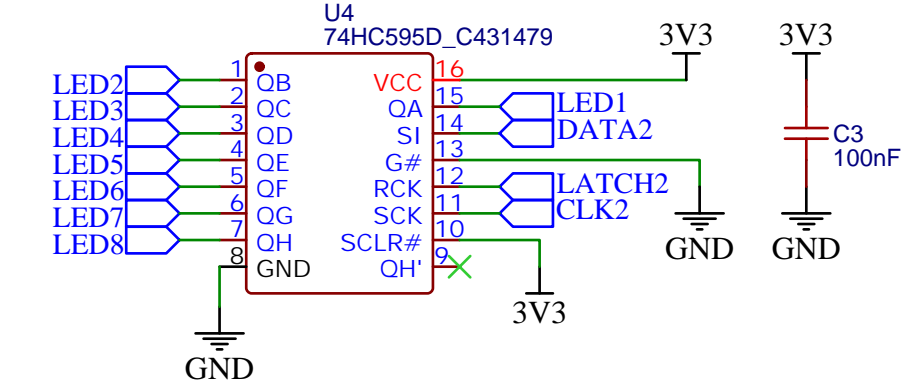 U4
74HC595D_C431479
3V3
3V3
LED2 1 QB VCC 16
LED3 2 QC QA 15 LED1
LED4 3 QD SI 14 DATA2
LED5 4 QE G# 13
LED6 5 QF RCK 12 LATCH2
LED7 6 QG SCK 11 CLK2
LED8 7 QH SCLR# 10
8 GND QH' 9
C3
100nF
GND
GND
3V3
GND